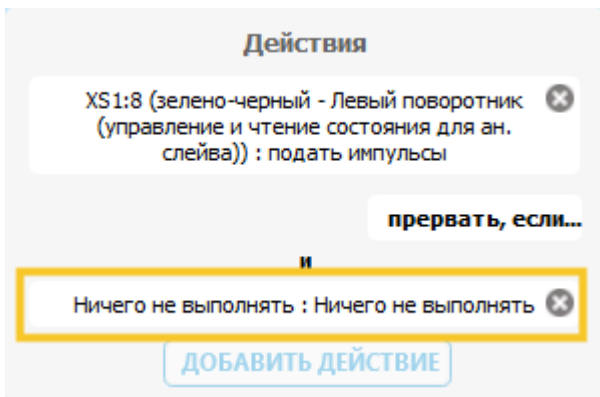 Действия
XS1:8 (зелено-черный - Левый поворотник
(управление и чтение состояния для ан.
слейва)) : подать импульсы
прервать, если...
и
Ничего не выполнять : Ничего не выполнять
ДОБАВИТЬ ДЕЙСТВИЕ